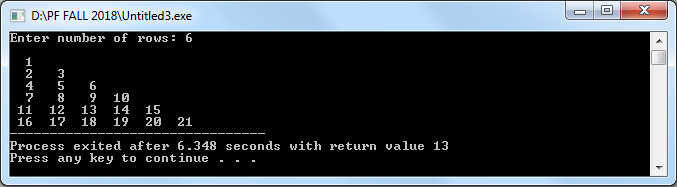 D:\PF FALL 2018\Untitled3.exe
Enter number of rows: 6
1
2 3
4 5 6
7 8 9 10
11 12 13 14 15
16 17 18 19 20 21
--------------------------------
Process exited after 6.348 seconds with return value 13
Press any key to continue . . .